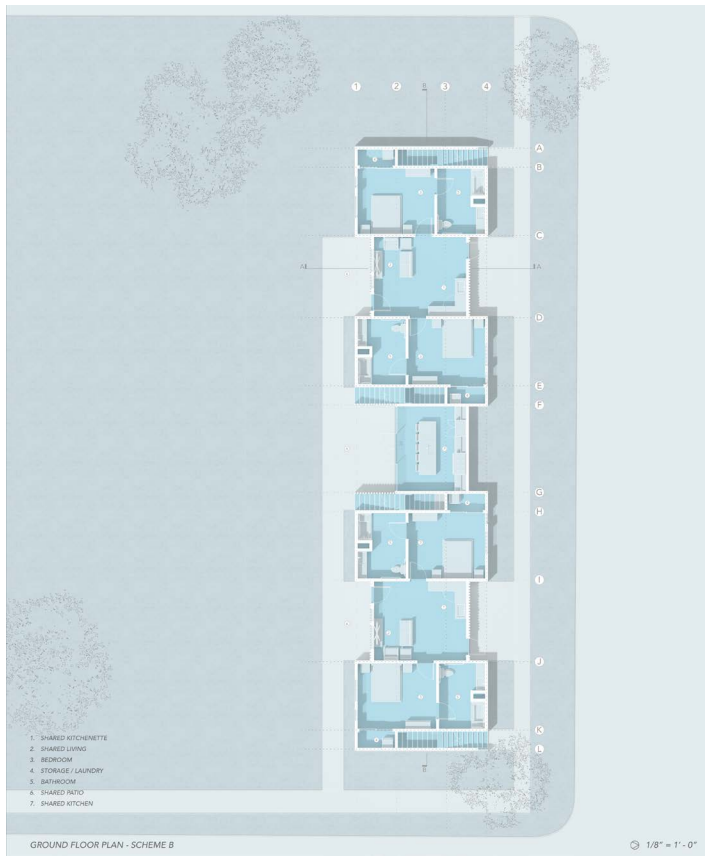 1 2 B 3 4
A
B
C
A A
D
E
F
G
H
I
J
K
L
B
1. SHARED KITCHENETTE
2. SHARED LIVING
3. BEDROOM
4. STORAGE / LAUNDRY
5. BATHROOM
6. SHARED PATIO
7. SHARED KITCHEN
GROUND FLOOR PLAN - SCHEME B
1/8" = 1' - 0"